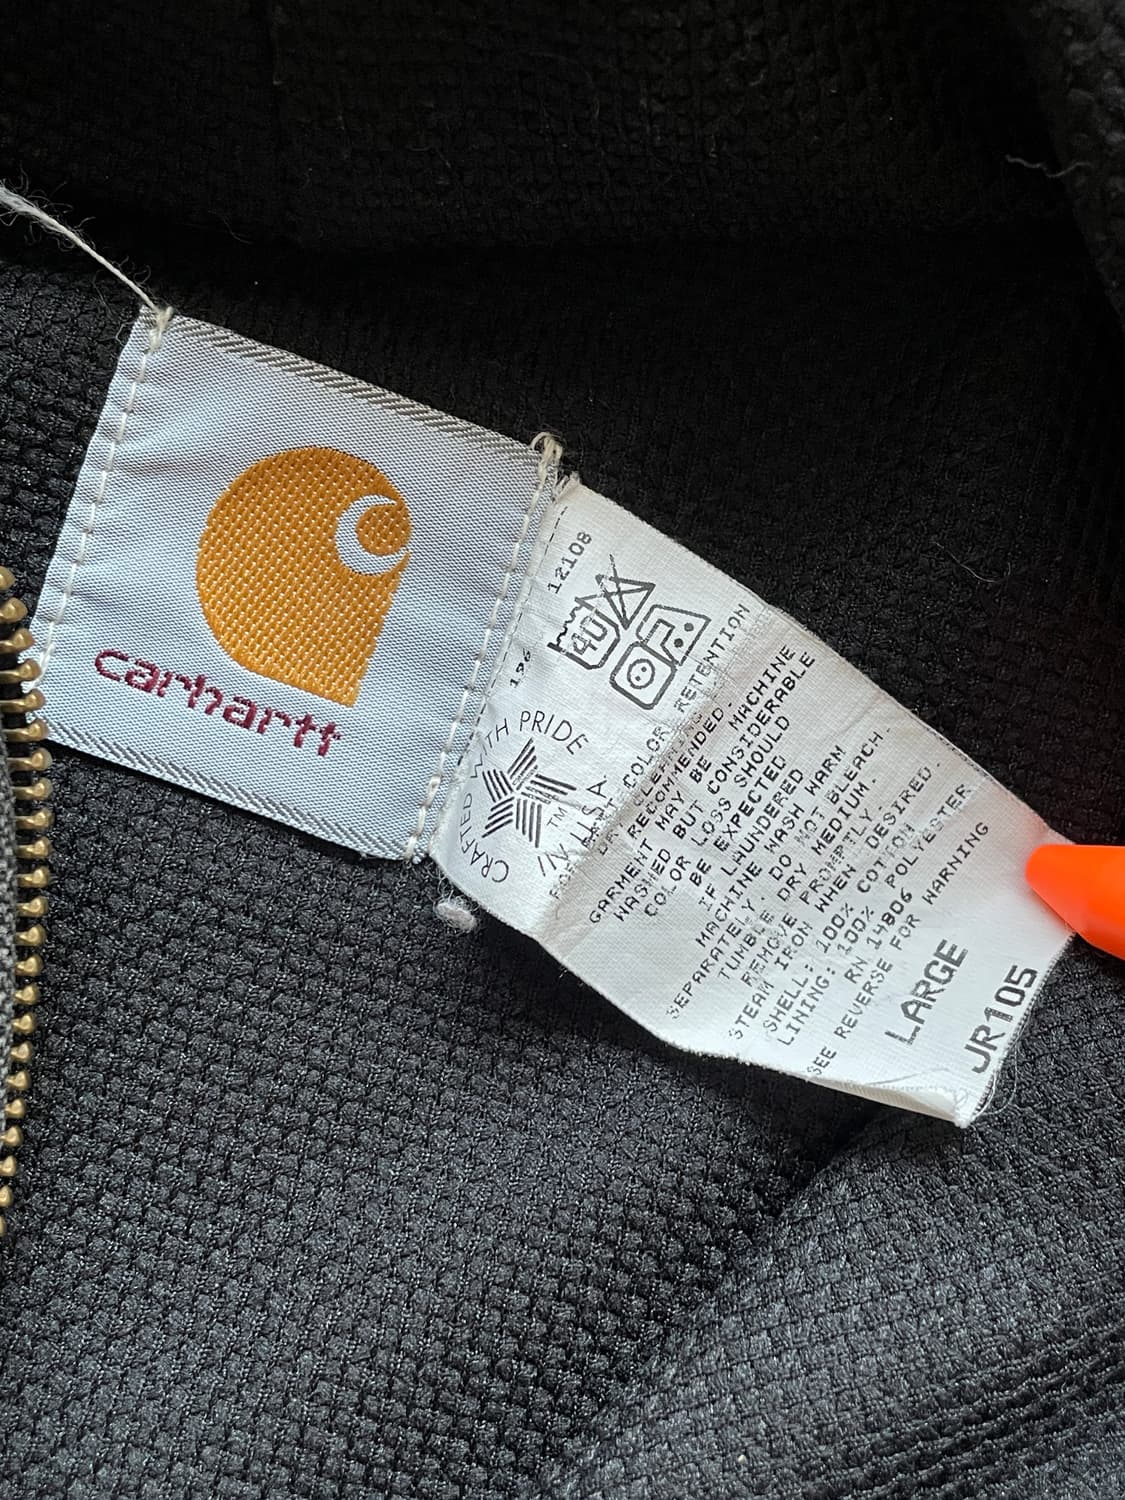 carhartt
12108
196
40
CRAFTED WITH PRIDE
IN U.S.A.
TM
COLOR RETENTION
DRY CLEANING
RECOMMENDED.
GARMENT MAY BE MACHINE
WASHED BUT CONSIDERABLE
COLOR LOSS SHOULD
BE EXPECTED
IF LAUNDERED
MACHINE WASH WARM
SEPARATELY. DO NOT BLEACH.
TUMBLE DRY MEDIUM.
REMOVE PROMPTLY.
STEAM IRON WHEN DESIRED.
SHELL: 100% COTTON
LINING: 100% POLYESTER
RN 14806
SEE REVERSE FOR WARNING
LARGE
JR105